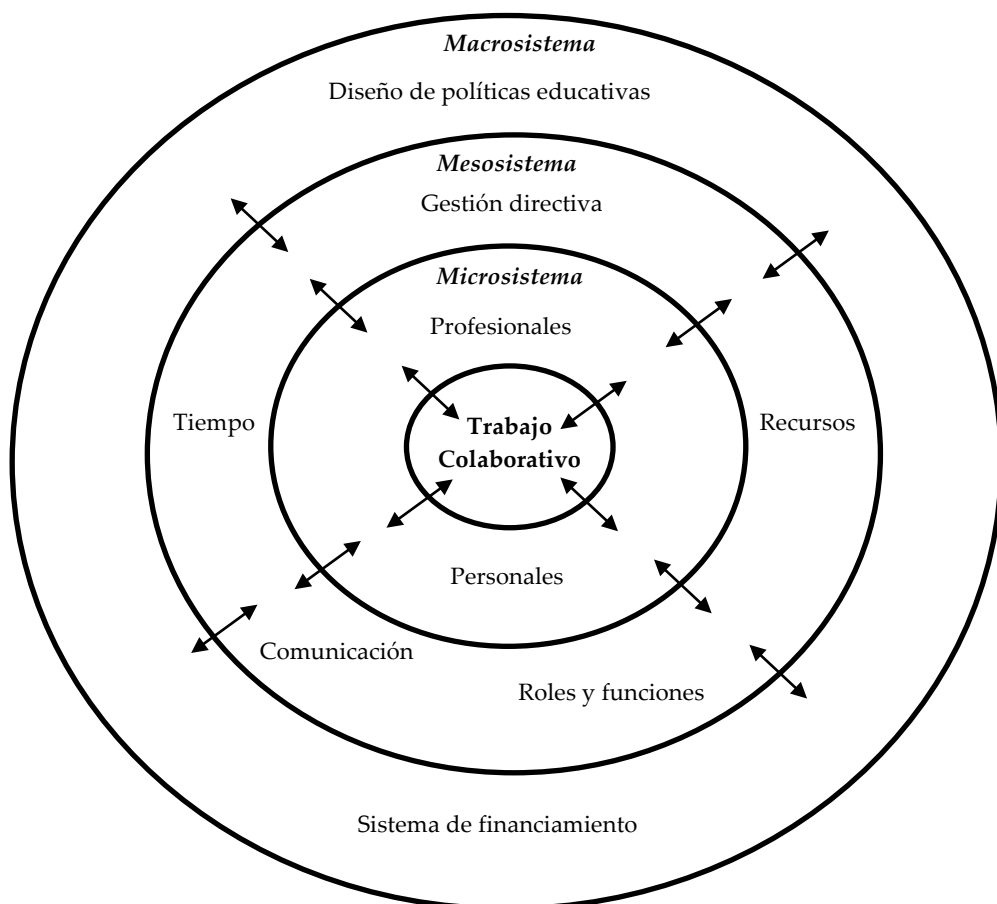 Macrosistema
Diseño de políticas educativas
Mesosistema
Gestión directiva
Microsistema
Profesionales
Tiempo
Trabajo
Colaborativo
Recursos
Personales
Comunicación
Roles y funciones
Sistema de financiamiento